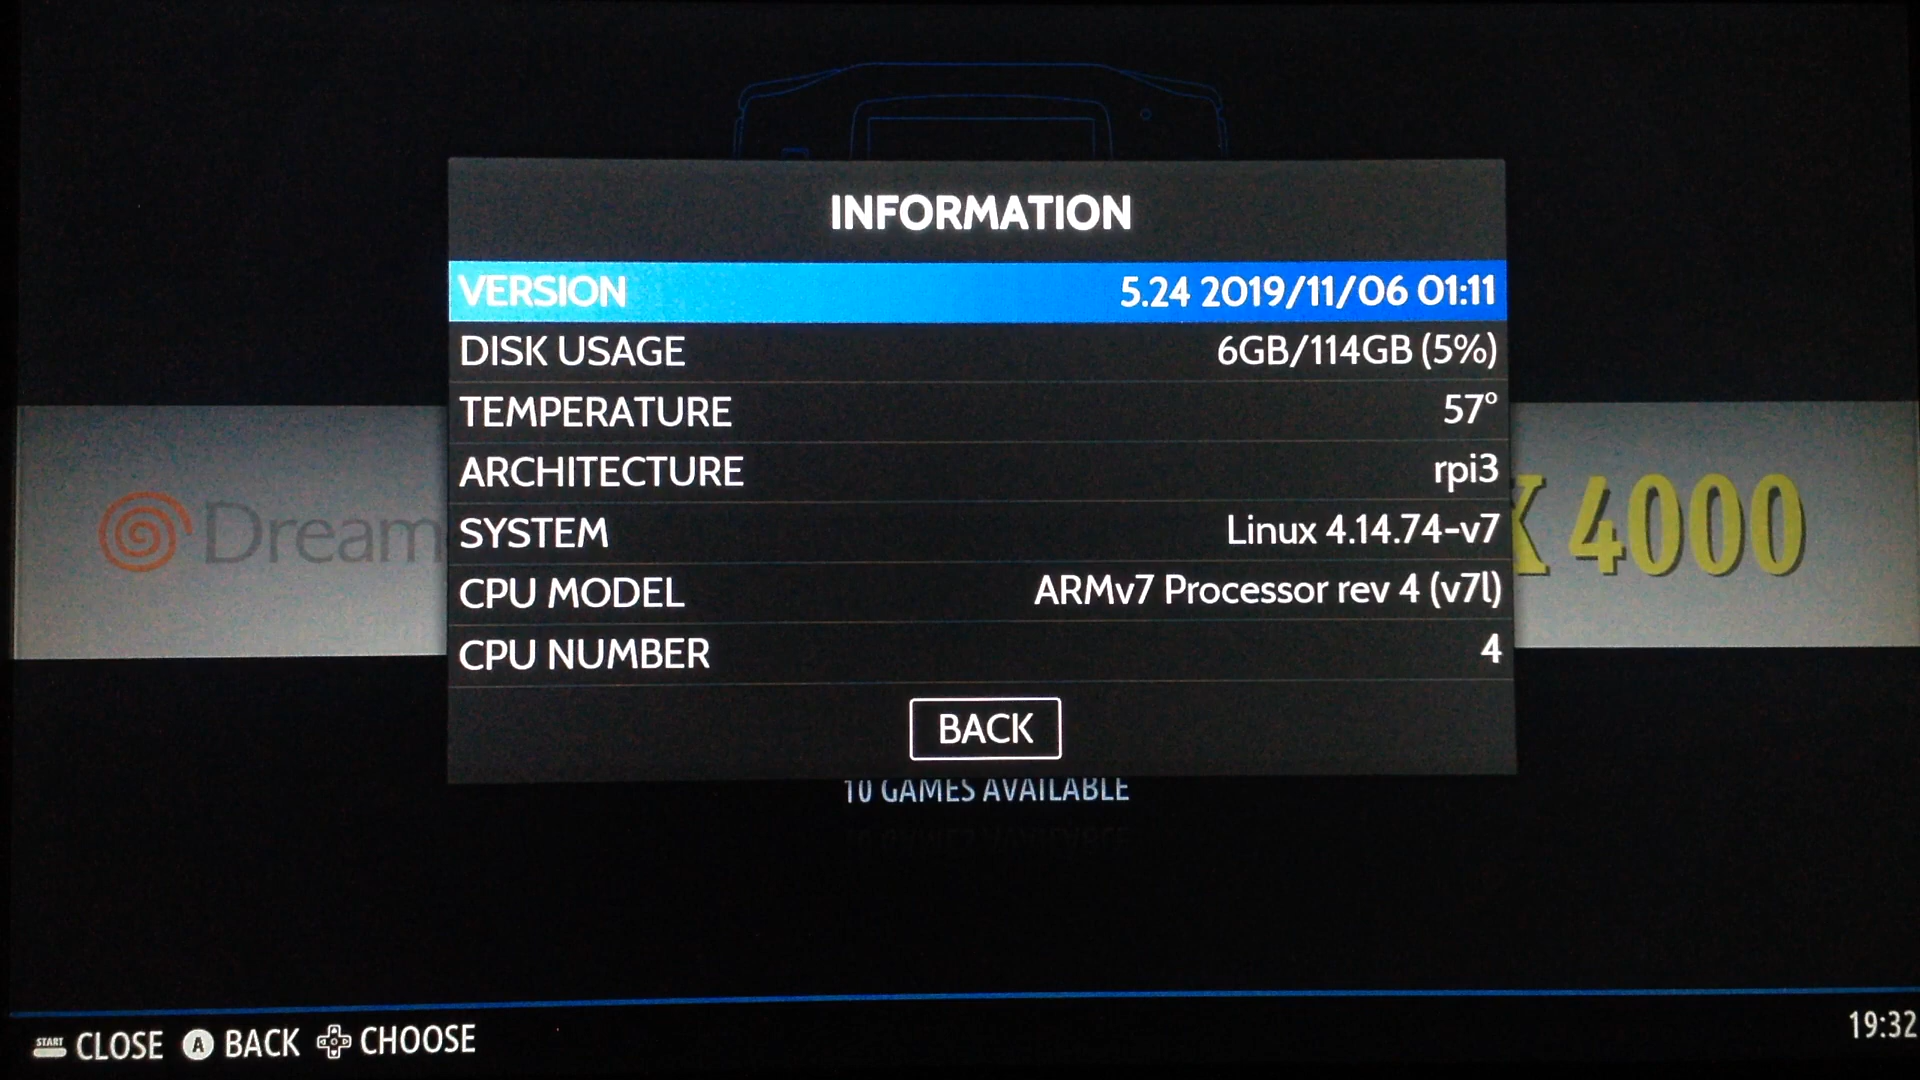 INFORMATION
VERSION 5.24 2019/11/06 01:11
DISK USAGE 6GB/114GB (5%)
TEMPERATURE 57°
ARCHITECTURE rpi3
SYSTEM Linux 4.14.74-v7
CPU MODEL ARMv7 Processor rev 4 (v7l)
CPU NUMBER 4
BACK
Dream
X 4000
10 GAMES AVAILABLE
START CLOSE A BACK CHOOSE
19:32